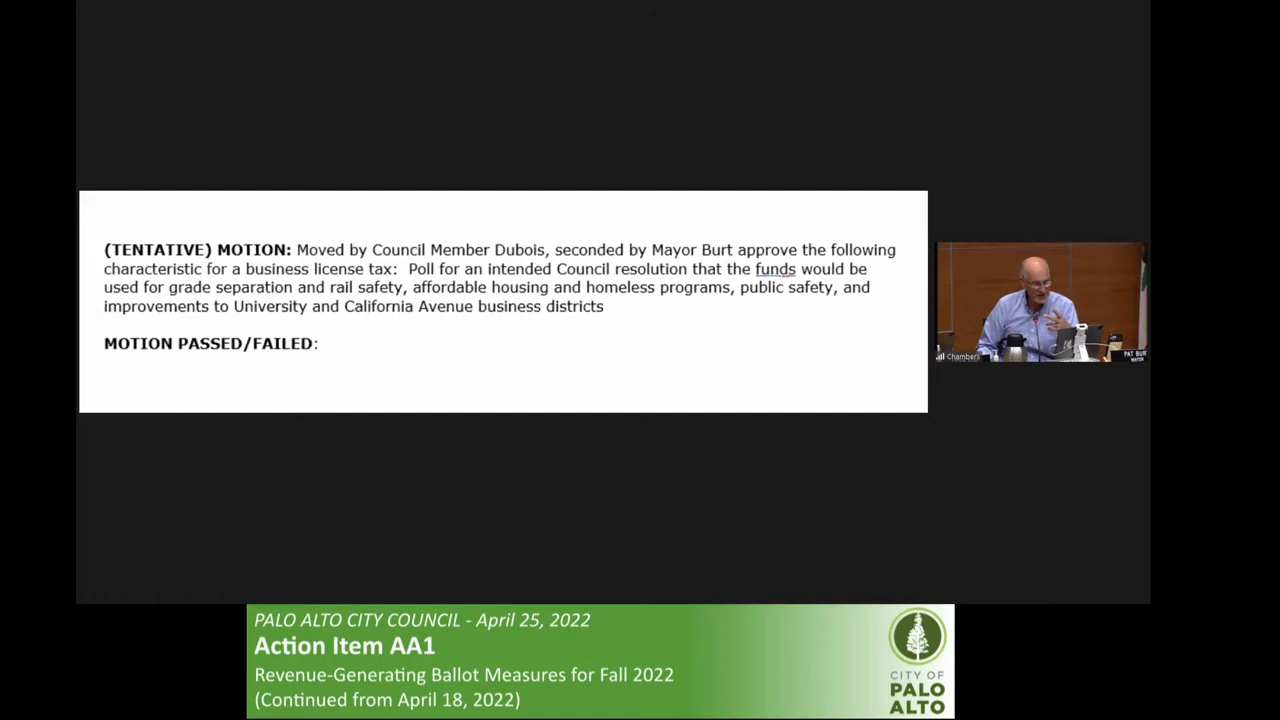 (TENTATIVE) MOTION: Moved by Council Member Dubois, seconded by Mayor Burt approve the following
characteristic for a business license tax: Poll for an intended Council resolution that the funds would be
used for grade separation and rail safety, affordable housing and homeless programs, public safety, and
improvements to University and California Avenue business districts
MOTION PASSED/FAILED:
Chambers
PAT BUR
MAYOR
PALO ALTO CITY COUNCIL - April 25, 2022
Action Item AA1
Revenue-Generating Ballot Measures for Fall 2022
(Continued from April 18, 2022)
CITY OF
PALO
ALTO